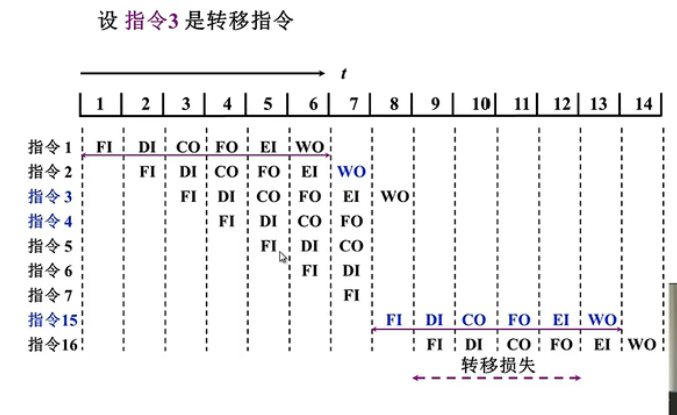 设 指令3 是转移指令
t
1 2 3 4 5 6 7 8 9 10 11 12 13 14
指令 1 FI DI CO FO EI WO
指令 2 FI DI CO FO EI WO
指令 3 FI DI CO FO EI WO
指令 4 FI DI CO FO
指令 5 FI DI CO
指令 6 FI DI
指令 7 FI
指令15 FI DI CO FO EI WO
指令16 FI DI CO FO EI WO
转移损失